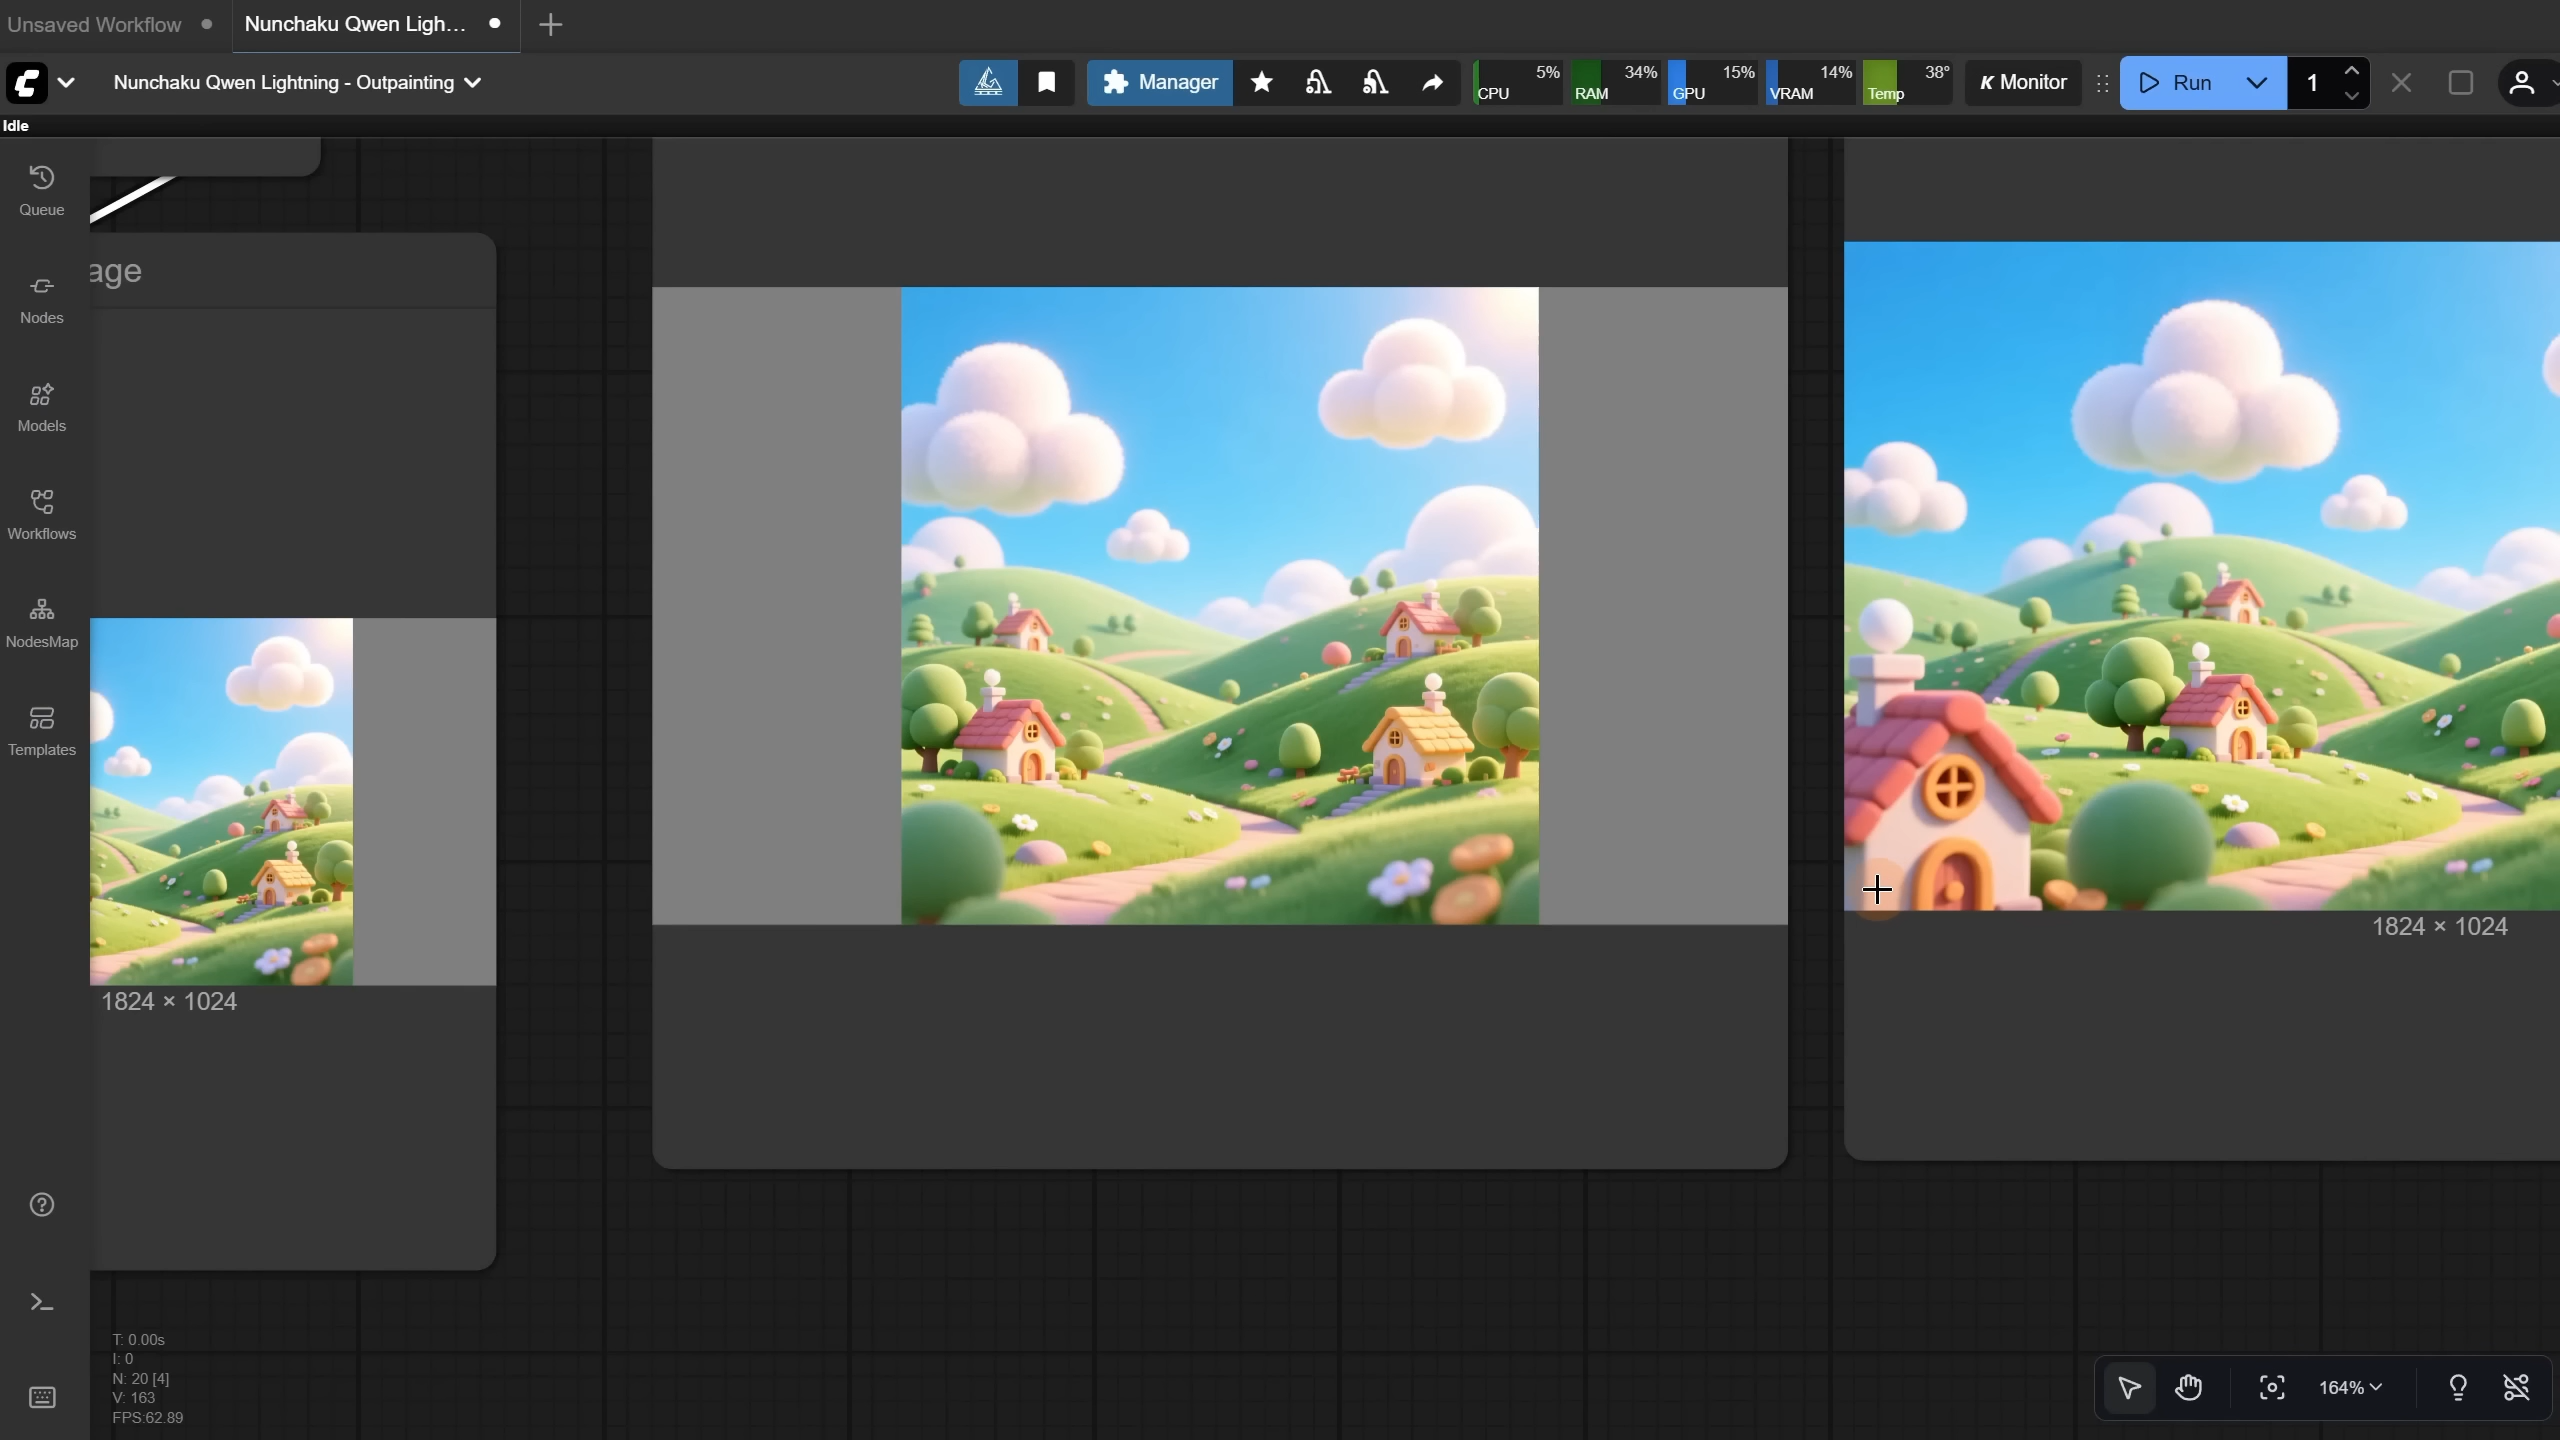 Unsaved Workflow
Nunchaku Qwen Ligh...
Nunchaku Qwen Lightning - Outpainting
Manager
CPU 5%
RAM 34%
GPU 15%
VRAM 14%
Temp 38°
K Monitor
Run
1
Idle
Queue
Nodes
Models
Workflows
NodesMap
Templates
age
1824 × 1024
1824 × 1024
T: 0.00s
I: 0
N: 20 [4]
V: 163
FPS:62.89
164%